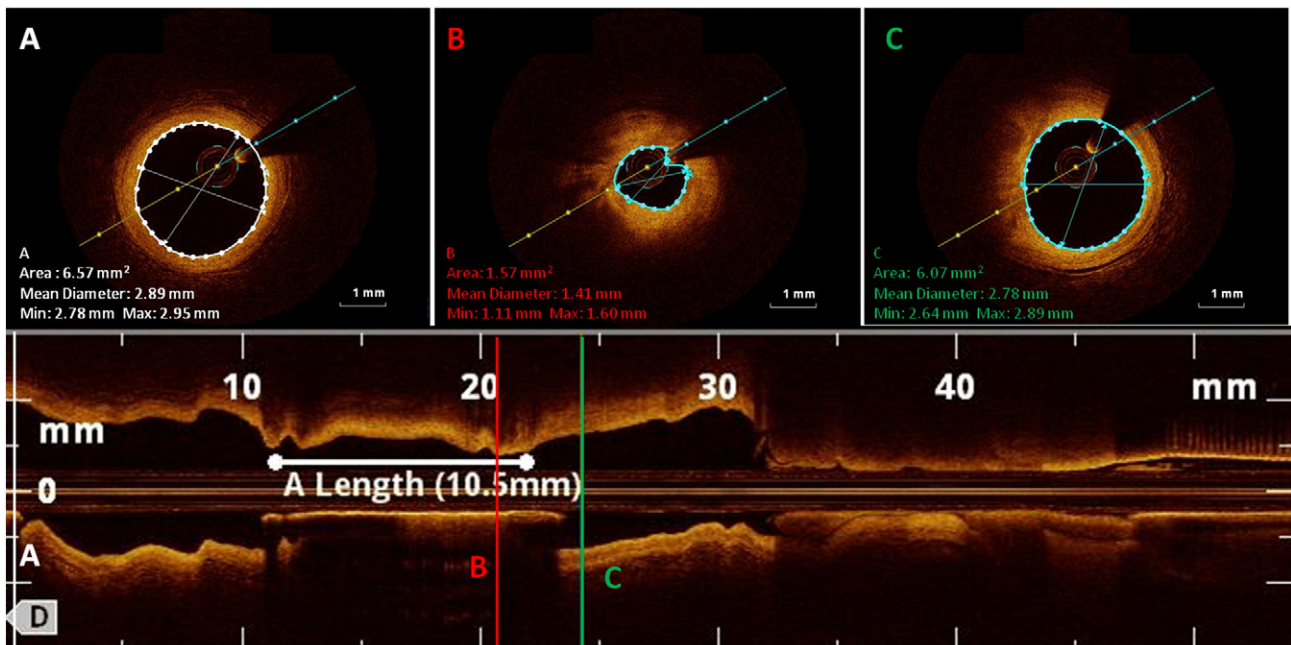 A
B
C
A
Area : 6.57 mm²
Mean Diameter: 2.89 mm
Min: 2.78 mm Max: 2.95 mm
1 mm
B
Area: 1.57 mm²
Mean Diameter: 1.41 mm
Min: 1.11 mm Max: 1.60 mm
1 mm
C
Area: 6.07 mm²
Mean Diameter: 2.78 mm
Min: 2.64 mm Max: 2.89 mm
1 mm
10 20 30 40 mm
mm
A Length (10.5mm)
0
A
B
C
D